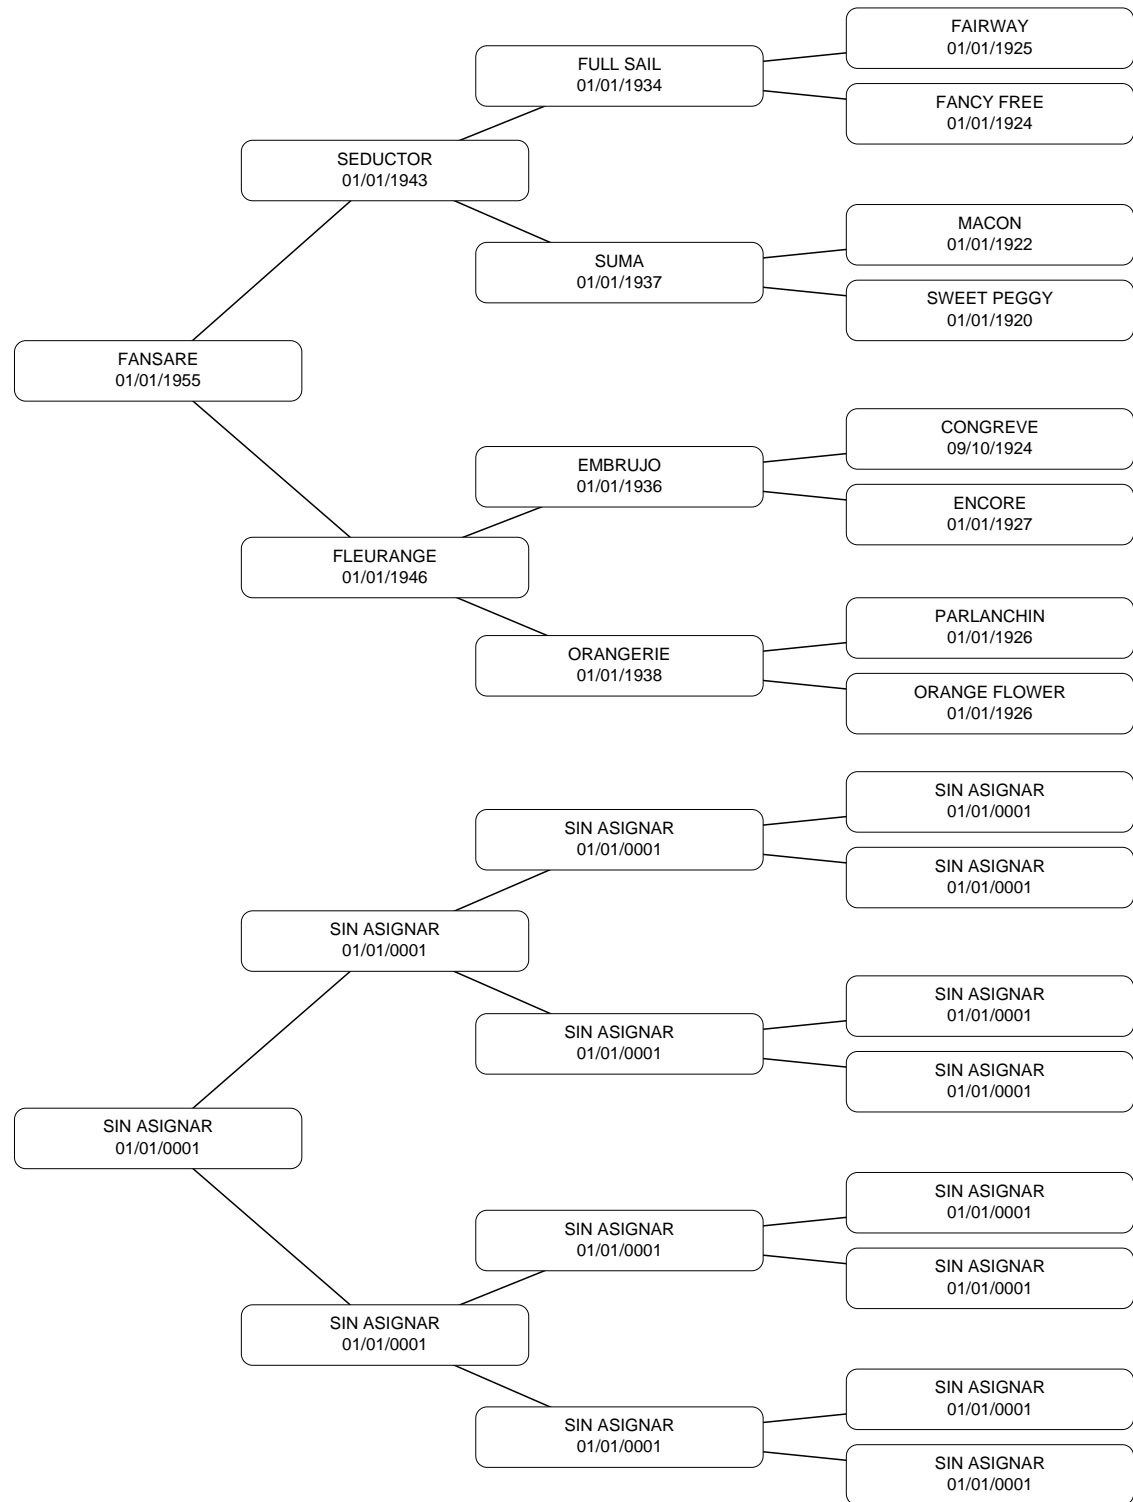 FAIRWAY
01/01/1925
FULL SAIL
01/01/1934
FANCY FREE
01/01/1924
SEDUCTOR
01/01/1943
MACON
01/01/1922
SUMA
01/01/1937
SWEET PEGGY
01/01/1920
FANSARE
01/01/1955
CONGREVE
09/10/1924
EMBRUJO
01/01/1936
ENCORE
01/01/1927
FLEURANGE
01/01/1946
PARLANCHIN
01/01/1926
ORANGERIE
01/01/1938
ORANGE FLOWER
01/01/1926
SIN ASIGNAR
01/01/0001
SIN ASIGNAR
01/01/0001
SIN ASIGNAR
01/01/0001
SIN ASIGNAR
01/01/0001
SIN ASIGNAR
01/01/0001
SIN ASIGNAR
01/01/0001
SIN ASIGNAR
01/01/0001
SIN ASIGNAR
01/01/0001
SIN ASIGNAR
01/01/0001
SIN ASIGNAR
01/01/0001
SIN ASIGNAR
01/01/0001
SIN ASIGNAR
01/01/0001
SIN ASIGNAR
01/01/0001
SIN ASIGNAR
01/01/0001
SIN ASIGNAR
01/01/0001